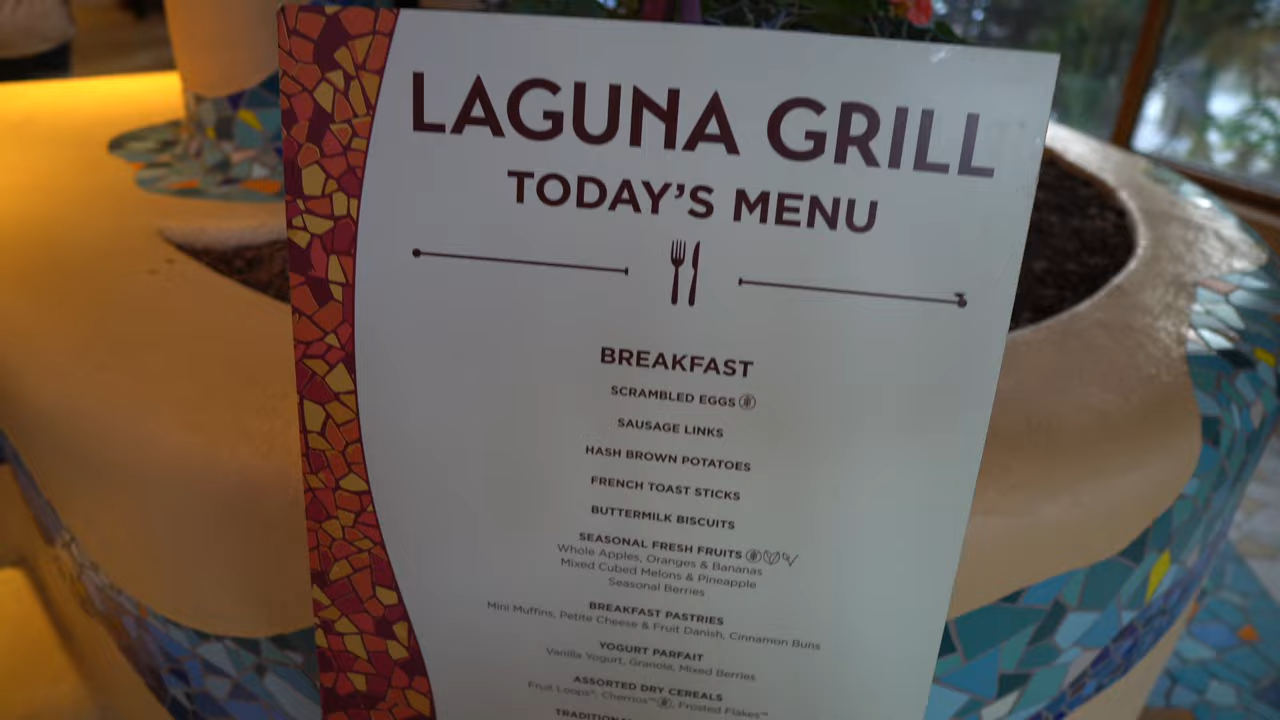 LAGUNA GRILL
TODAY'S MENU
BREAKFAST
SCRAMBLED EGGS
SAUSAGE LINKS
HASH BROWN POTATOES
FRENCH TOAST STICKS
BUTTERMILK BISCUITS
SEASONAL FRESH FRUITS
Whole Apples, Oranges & Bananas
Mixed Cubed Melons & Pineapple
Seasonal Berries
BREAKFAST PASTRIES
Mini Muffins, Petite Cheese & Fruit Danish, Cinnamon Buns
YOGURT PARFAIT
Vanilla Yogurt, Granola, Mixed Berries
ASSORTED DRY CEREALS
Fruit Loops®, Cheerios™, Frosted Flakes™